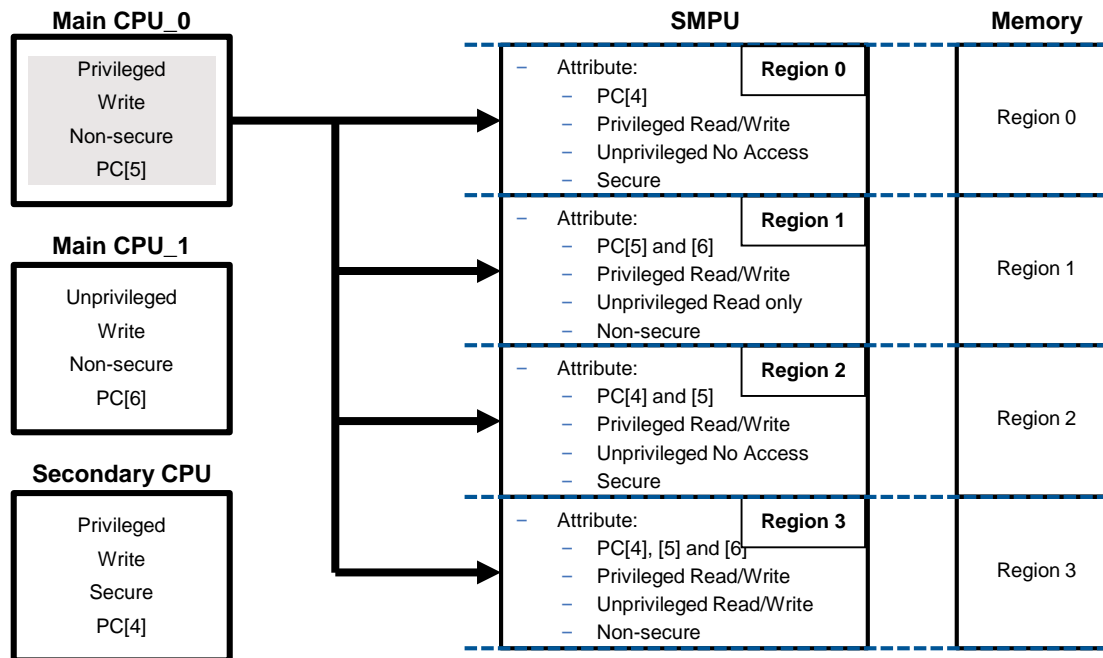 Main CPU_0
Privileged
Write
Non-secure
PC[5]
Main CPU_1
Unprivileged
Write
Non-secure
PC[6]
Secondary CPU
Privileged
Write
Secure
PC[4]
SMPU
Region 0
– Attribute:
– PC[4]
– Privileged Read/Write
– Unprivileged No Access
– Secure
Region 1
– Attribute:
– PC[5] and [6]
– Privileged Read/Write
– Unprivileged Read only
– Non-secure
Region 2
– Attribute:
– PC[4] and [5]
– Privileged Read/Write
– Unprivileged No Access
– Secure
Region 3
– Attribute:
– PC[4], [5] and [6]
– Privileged Read/Write
– Unprivileged Read/Write
– Non-secure
Memory
Region 0
Region 1
Region 2
Region 3